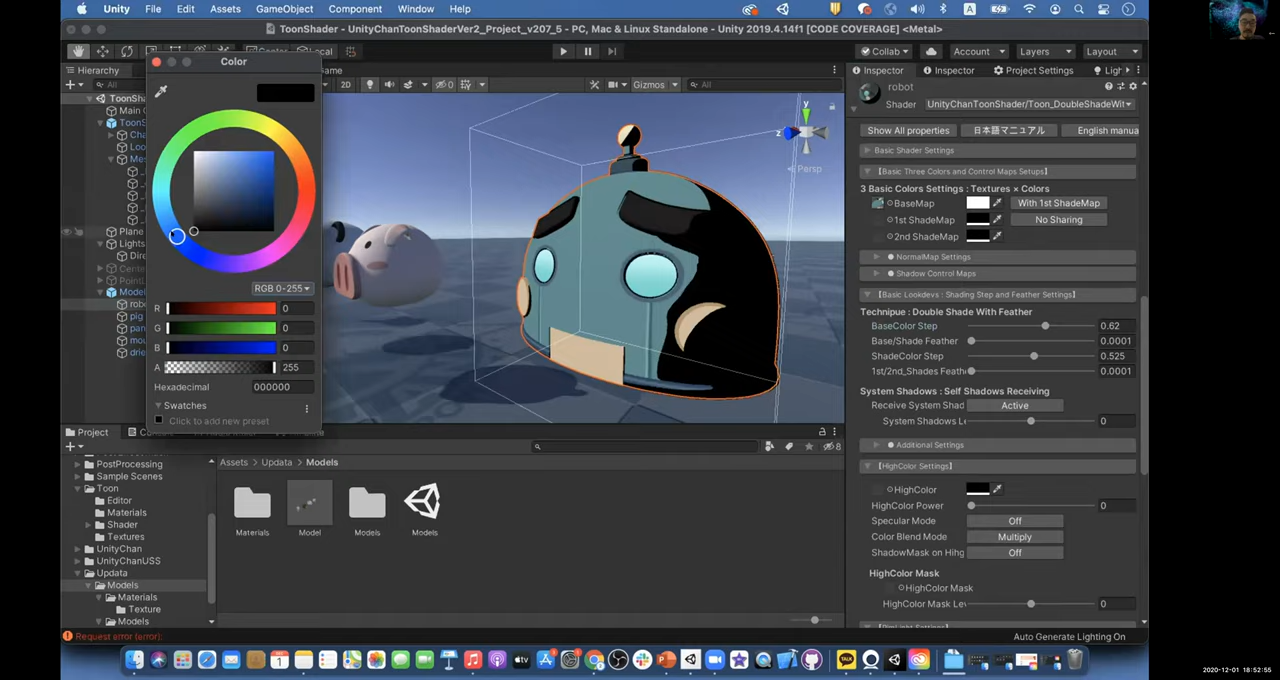 Unity File Edit Assets GameObject Component Window Help
ToonShader - UnityChanToonShaderVer2_Project_v207_5 - PC, Mac & Linux Standalone - Unity 2019.4.14f1 [CODE COVERAGE] <Metal>
Collab Account Layers Layout
Hierarchy
Inspector Inspector Project Settings
Color
2D Gizmos All
robot
Shader UnityChanToonShader/Toon_DoubleShadeWit
y
z
Persp
Show All properties 日本語マニュアル English manua
Basic Shader Settings
【Basic Three Colors and Control Maps Setups】
3 Basic Colors Settings : Textures × Colors
BaseMap With 1st ShadeMap
1st ShadeMap No Sharing
2nd ShadeMap
NormalMap Settings
Shadow Control Maps
【Basic Lookdevs : Shading Step and Feather Settings】
Technipue : Double Shade With Feather
BaseColor Step 0.62
Base/Shade Feather 0.0001
ShadeColor Step 0.525
1st/2nd_Shades Feath 0.0001
System Shadows : Self Shadows Receiving
Receive System Shad Active
System Shadows L 0
Additional Settings
【HighColor Settings】
HighColor
HighColor Power 0
Specular Mode Off
Color Blend Mode Multiply
ShadowMask on Hihg Off
HighColor Mask
HighColor Mask
HighColor Mask Lev 0
Plane
RGB 0-255
R 0
G 0
B 0
A 255
Hexadecimal 000000
Swatches
Click to add new preset
Project
8
PostProcessing
Sample Scenes
Toon
Editor
Materials
Shader
Textures
UnityChan
UnityChanUSS
Updata
Models
Materials
Texture
Models
Assets Updata Models
Materials Model Models Models
Request error (error):
Auto Generate Lighting On
2020-12-01 18:52:55